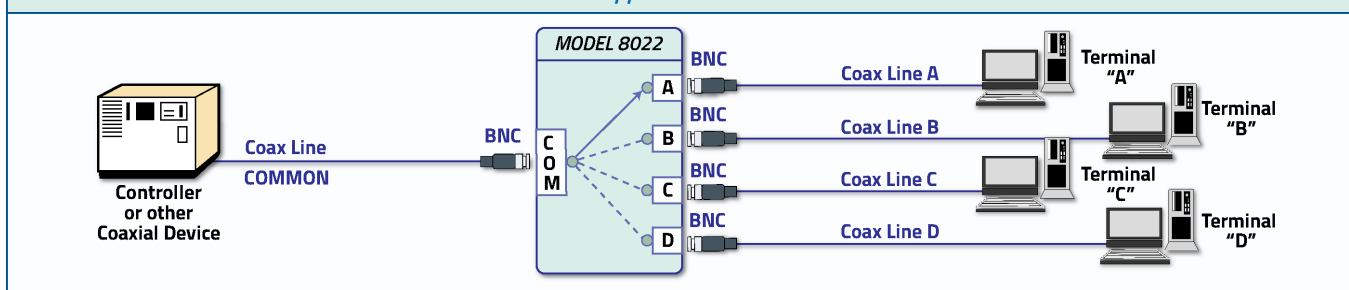 MODEL 8022
BNC
Coax Line A
Terminal
"A"
A
BNC
Coax Line B
Terminal
"B"
B
BNC
Coax Line
COMMON
C
O
M
BNC
Coax Line C
Terminal
"C"
C
BNC
Coax Line D
Terminal
"D"
D
Controller
or other
Coaxial Device